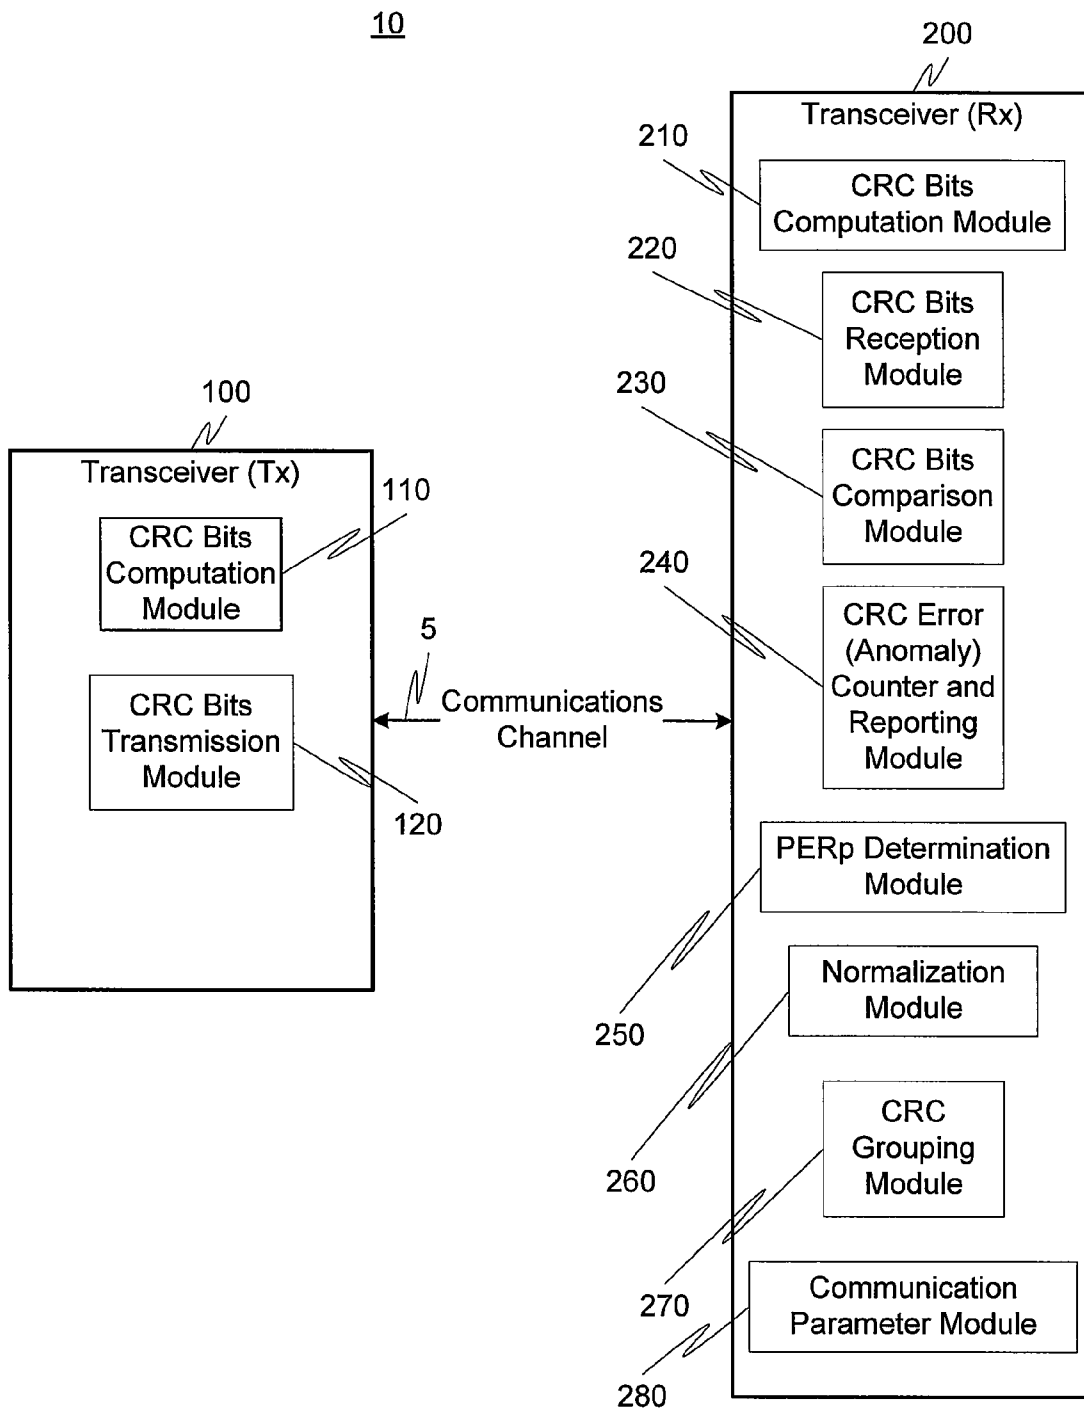 10
200
Transceiver (Rx)
210
CRC Bits
Computation Module
220
CRC Bits
Reception
Module
230
CRC Bits
Comparison
Module
240
CRC Error
(Anomaly)
Counter and
Reporting
Module
100
Transceiver (Tx)
110
CRC Bits
Computation
Module
5
Communications
Channel
CRC Bits
Transmission
Module
120
PERp Determination
Module
250
Normalization
Module
260
CRC
Grouping
Module
270
Communication
Parameter Module
280